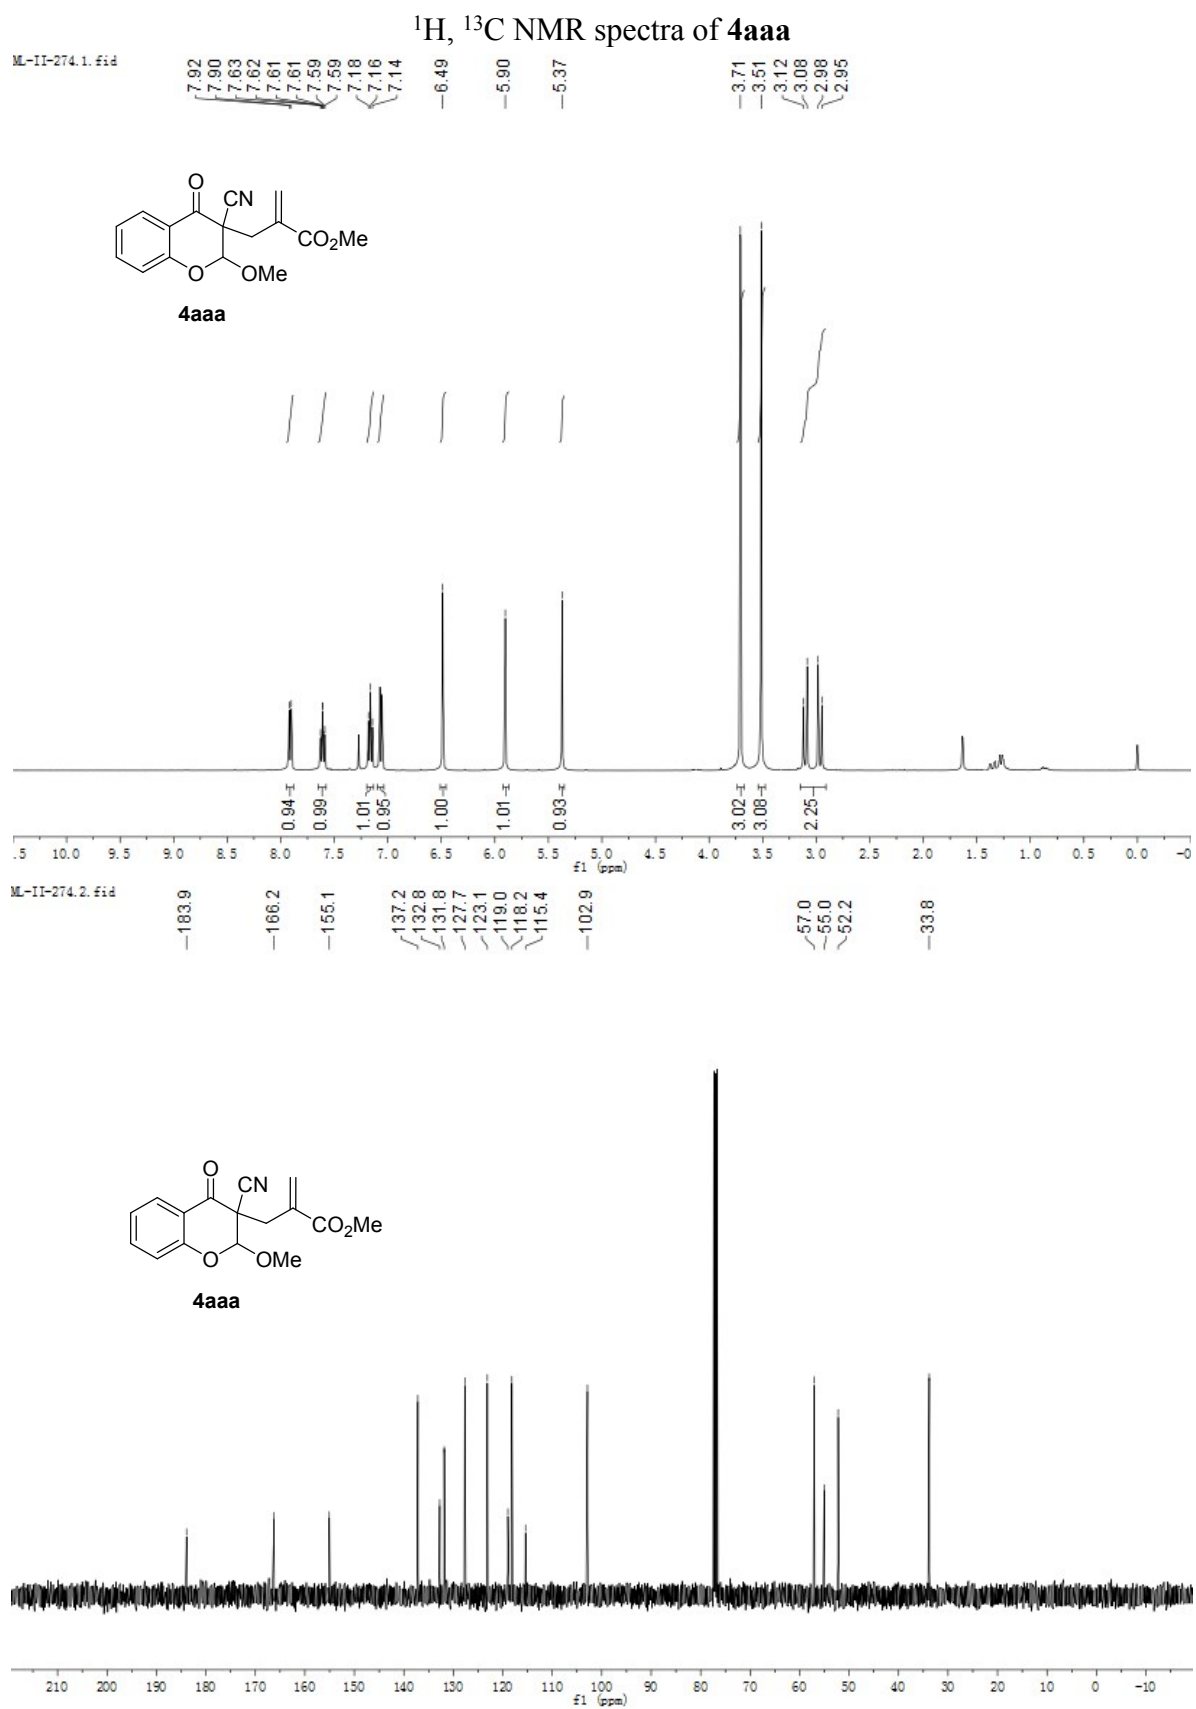 ¹H, ¹³C NMR spectra of 4aaa
ML-II-274.1.fid
7.92
7.90
7.63
7.62
7.61
7.61
7.59
7.59
7.18
7.16
7.14
6.49
5.90
5.37
3.71
3.51
3.12
3.08
2.98
2.95
O
CN
CO₂Me
O
OMe
4aaa
0.94
0.99
1.01
0.95
1.00
1.01
0.93
3.02
3.08
2.25
.5 10.0 9.5 9.0 8.5 8.0 7.5 7.0 6.5 6.0 5.5 5.0 4.5 4.0 3.5 3.0 2.5 2.0 1.5 1.0 0.5 0.0 -0
f1 (ppm)
ML-II-274.2.fid
183.9
166.2
155.1
137.2
132.8
131.8
127.7
123.1
119.0
118.2
115.4
102.9
57.0
55.0
52.2
33.8
O
CN
CO₂Me
O
OMe
4aaa
210 200 190 180 170 160 150 140 130 120 110 100 90 80 70 60 50 40 30 20 10 0 -10
f1 (ppm)